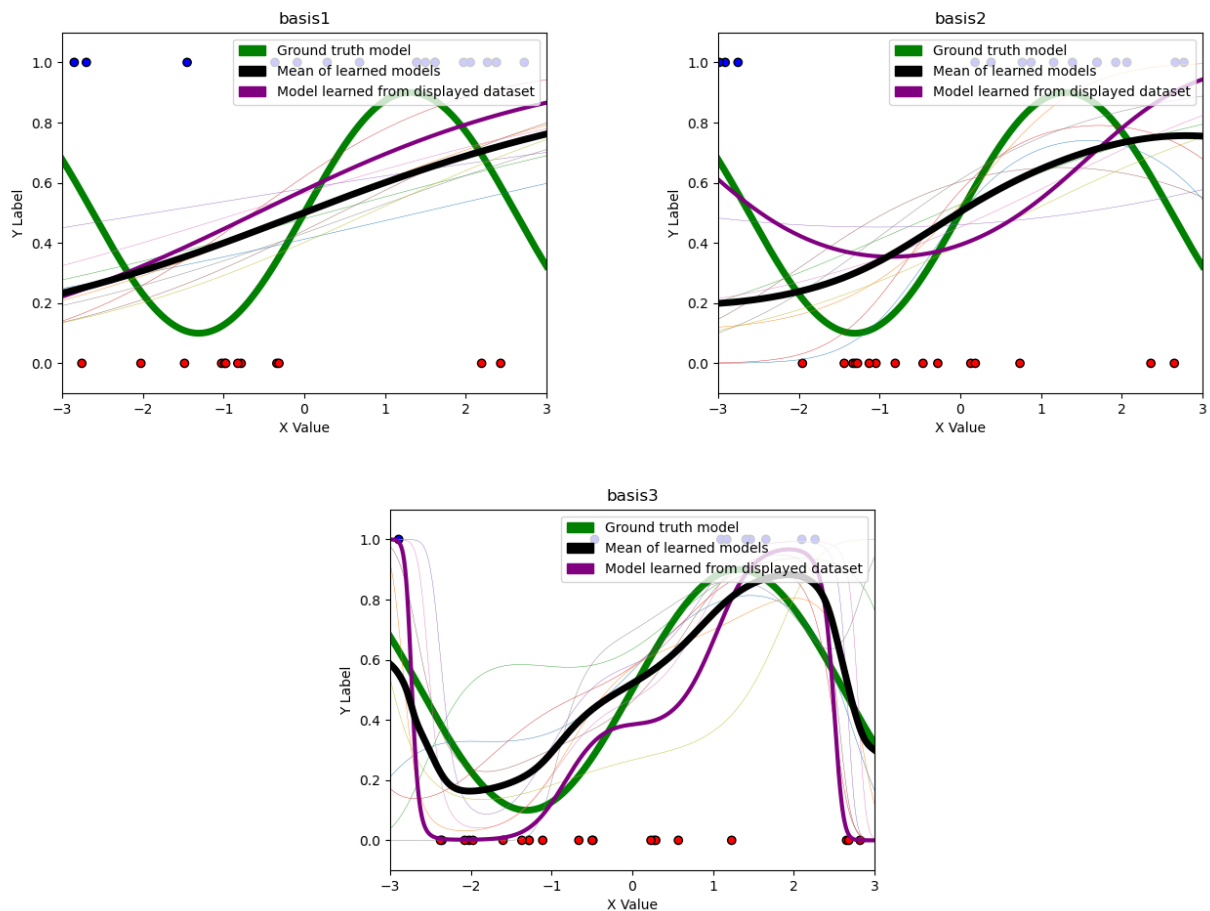 basis1
Ground truth model
Mean of learned models
Model learned from displayed dataset
1.0
0.8
0.6
0.4
0.2
0.0
Y Label
−3 −2 −1 0 1 2 3
X Value
basis2
Ground truth model
Mean of learned models
Model learned from displayed dataset
1.0
0.8
0.6
0.4
0.2
0.0
Y Label
−3 −2 −1 0 1 2 3
X Value
basis3
Ground truth model
Mean of learned models
Model learned from displayed dataset
1.0
0.8
0.6
0.4
0.2
0.0
Y Label
−3 −2 −1 0 1 2 3
X Value